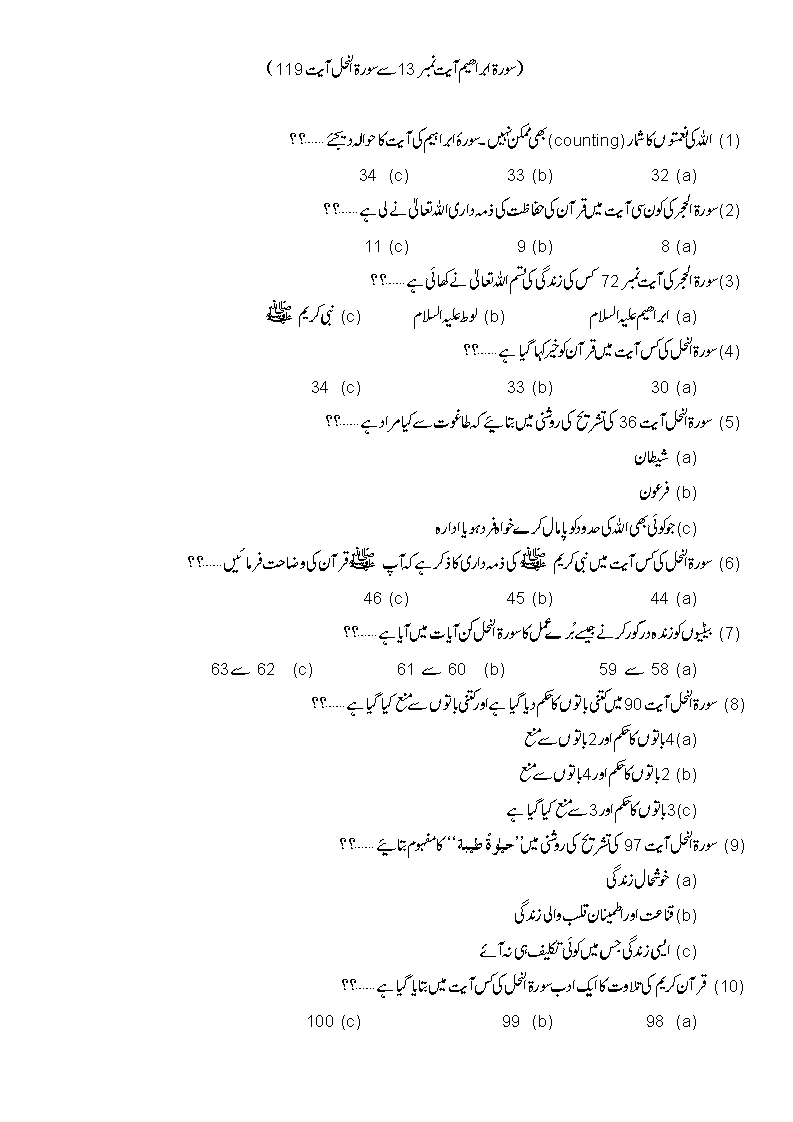 (سورۃ ابراھیم آیت نمبر 13 سے سورۃ النحل آیت 119)
(1) اللہ کی نعمتوں کا شمار (counting) بھی ممکن نہیں ۔ سورۂ ابراہیم کی آیت کا حوالہ دیجئے ......؟؟
(a) 32 (b) 33 (c) 34
(2) سورۃ الحجر کی کون سی آیت میں قرآن کی حفاظت کی ذمہ داری اللہ تعالیٰ نے لی ہے ......؟؟
(a) 8 (b) 9 (c) 11
(3) سورۃ الحجر کی آیت نمبر 72 کس کی زندگی کی قسم اللہ تعالیٰ نے کھائی ہے ......؟؟
(a) ابراھیم علیہ السلام (b) لوط علیہ السلام (c) نبی کریم ﷺ
(4) سورۃ النحل کی کس آیت میں قرآن کو خیر کہا گیا ہے ......؟؟
(a) 30 (b) 33 (c) 34
(5) سورۃ النحل آیت 36 کی تشریح کی روشنی میں بتایئے کہ طاغوت سے کیا مراد ہے ......؟؟
(a) شیطان
(b) فرعون
(c) جو کوئی بھی اللہ کی حدود کو پامال کرے خواہ فرد ہو یا ادارہ
(6) سورۃ النحل کی کس آیت میں نبی کریم ﷺ کی ذمہ داری کا ذکر ہے کہ آپ ﷺ قرآن کی وضاحت فرمائیں ......؟؟
(a) 44 (b) 45 (c) 46
(7) بیٹیوں کو زندہ درگور کرنے جیسے بُرے عمل کا سورۃ النحل کن آیات میں آیا ہے ......؟؟
(a) 58 سے 59 (b) 60 سے 61 (c) 62 سے 63
(8) سورۃ النحل آیت 90 میں کتنی باتوں کا حکم دیا گیا ہے اور کتنی باتوں سے منع کیا گیا ہے ......؟؟
(a) 4 باتوں کا حکم اور 2 باتوں سے منع
(b) 2 باتوں کا حکم اور 4 باتوں سے منع
(c) 3 باتوں کا حکم اور 3 سے منع کیا گیا ہے
(9) سورۃ النحل آیت 97 کی تشریح کی روشنی میں ’’حیٰوۃً طیبۃ‘‘ کا مفہوم بتایئے ......؟؟
(a) خوشحال زندگی
(b) قناعت اور اطمینان قلب والی زندگی
(c) ایسی زندگی جس میں کوئی تکلیف ہی نہ آئے
(10) قرآن کریم کی تلاوت کا ایک ادب سورۃ النحل کی کس آیت میں بتایا گیا ہے ......؟؟
(a) 98 (b) 99 (c) 100